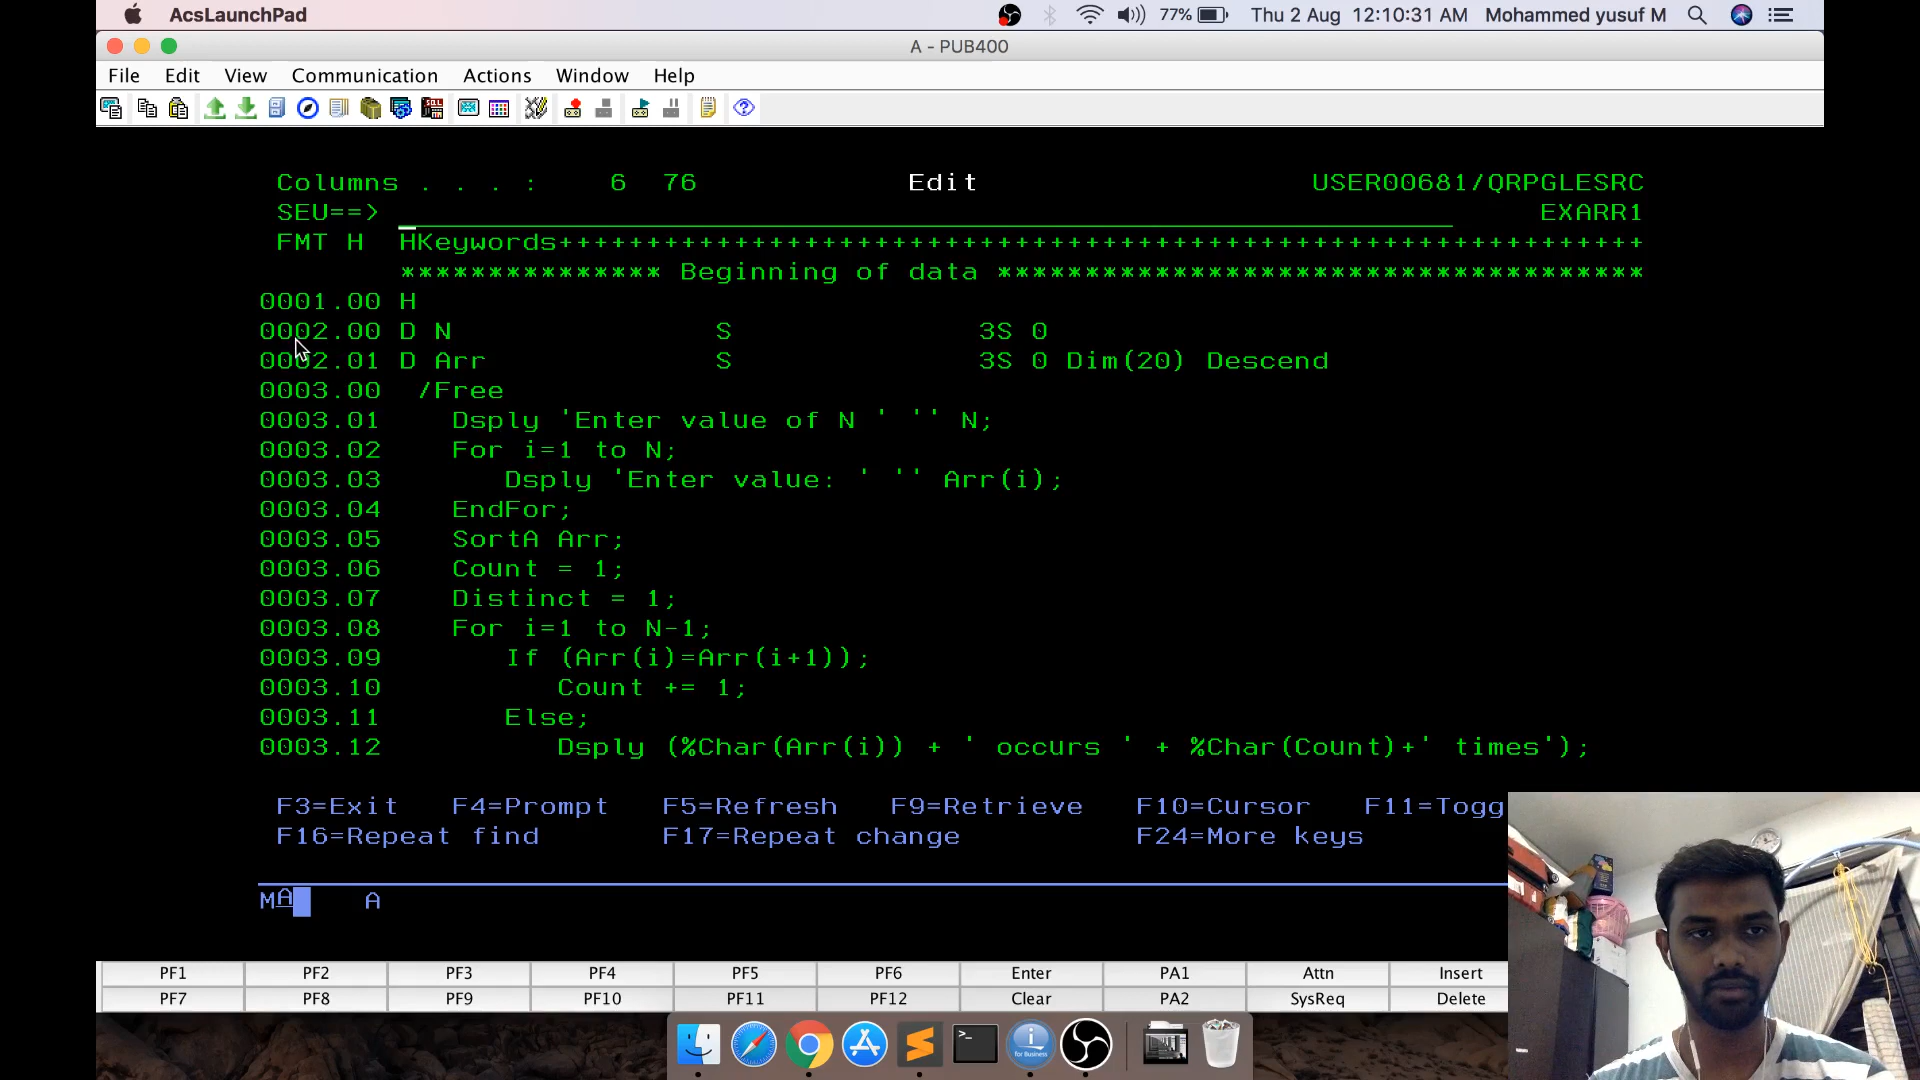 AcsLaunchPad 77% Thu 2 Aug 12:10:31 AM Mohammed yusuf M
A - PUB400
File Edit View Communication Actions Window Help
Columns . . . : 6 76 Edit USER00681/QRPGLESRC
SEU==> EXARR1
FMT H HKeywords++++++++++++++++++++++++++++++++++++++++++++++++++++++++++++++
*************** Beginning of data *************************************
0001.00 H
0002.00 D N S 3S 0
0002.01 D Arr S 3S 0 Dim(20) Descend
0003.00 /Free
0003.01 Dsply 'Enter value of N ' '' N;
0003.02 For i=1 to N;
0003.03 Dsply 'Enter value: ' '' Arr(i);
0003.04 EndFor;
0003.05 SortA Arr;
0003.06 Count = 1;
0003.07 Distinct = 1;
0003.08 For i=1 to N-1;
0003.09 If (Arr(i)=Arr(i+1));
0003.10 Count += 1;
0003.11 Else;
0003.12 Dsply (%Char(Arr(i)) + ' occurs ' + %Char(Count)+' times');
F3=Exit F4=Prompt F5=Refresh F9=Retrieve F10=Cursor F11=Togg
F16=Repeat find F17=Repeat change F24=More keys
MA A
PF1 PF2 PF3 PF4 PF5 PF6 Enter PA1 Attn Insert
PF7 PF8 PF9 PF10 PF11 PF12 Clear PA2 SysReq Delete
i for Business